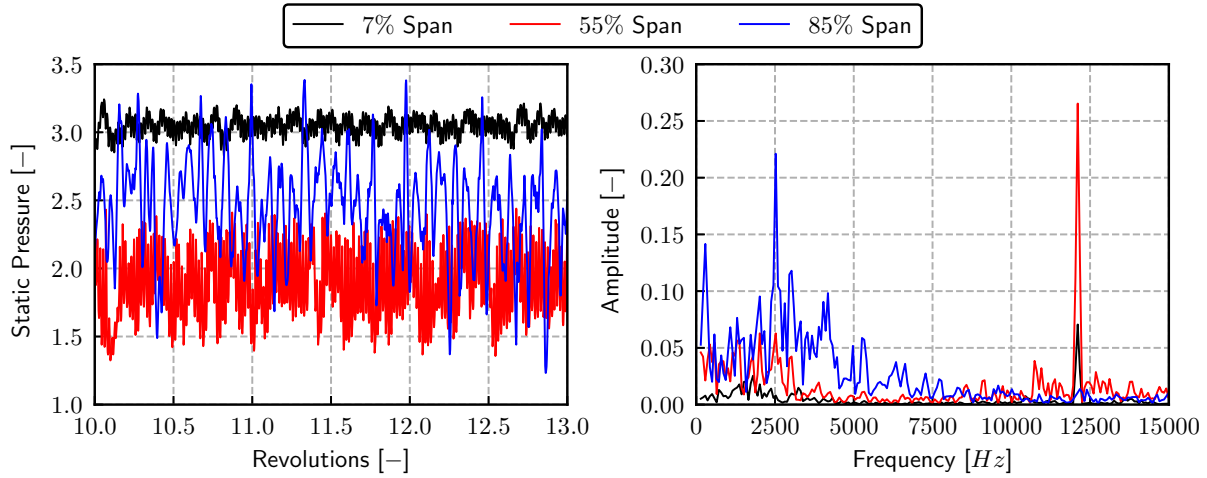 7% Span 55% Span 85% Span
Static Pressure [−]
3.5
3.0
2.5
2.0
1.5
1.0
10.0 10.5 11.0 11.5 12.0 12.5 13.0
Revolutions [−]
Amplitude [−]
0.30
0.25
0.20
0.15
0.10
0.05
0.00
0 2500 5000 7500 10000 12500 15000
Frequency [Hz]